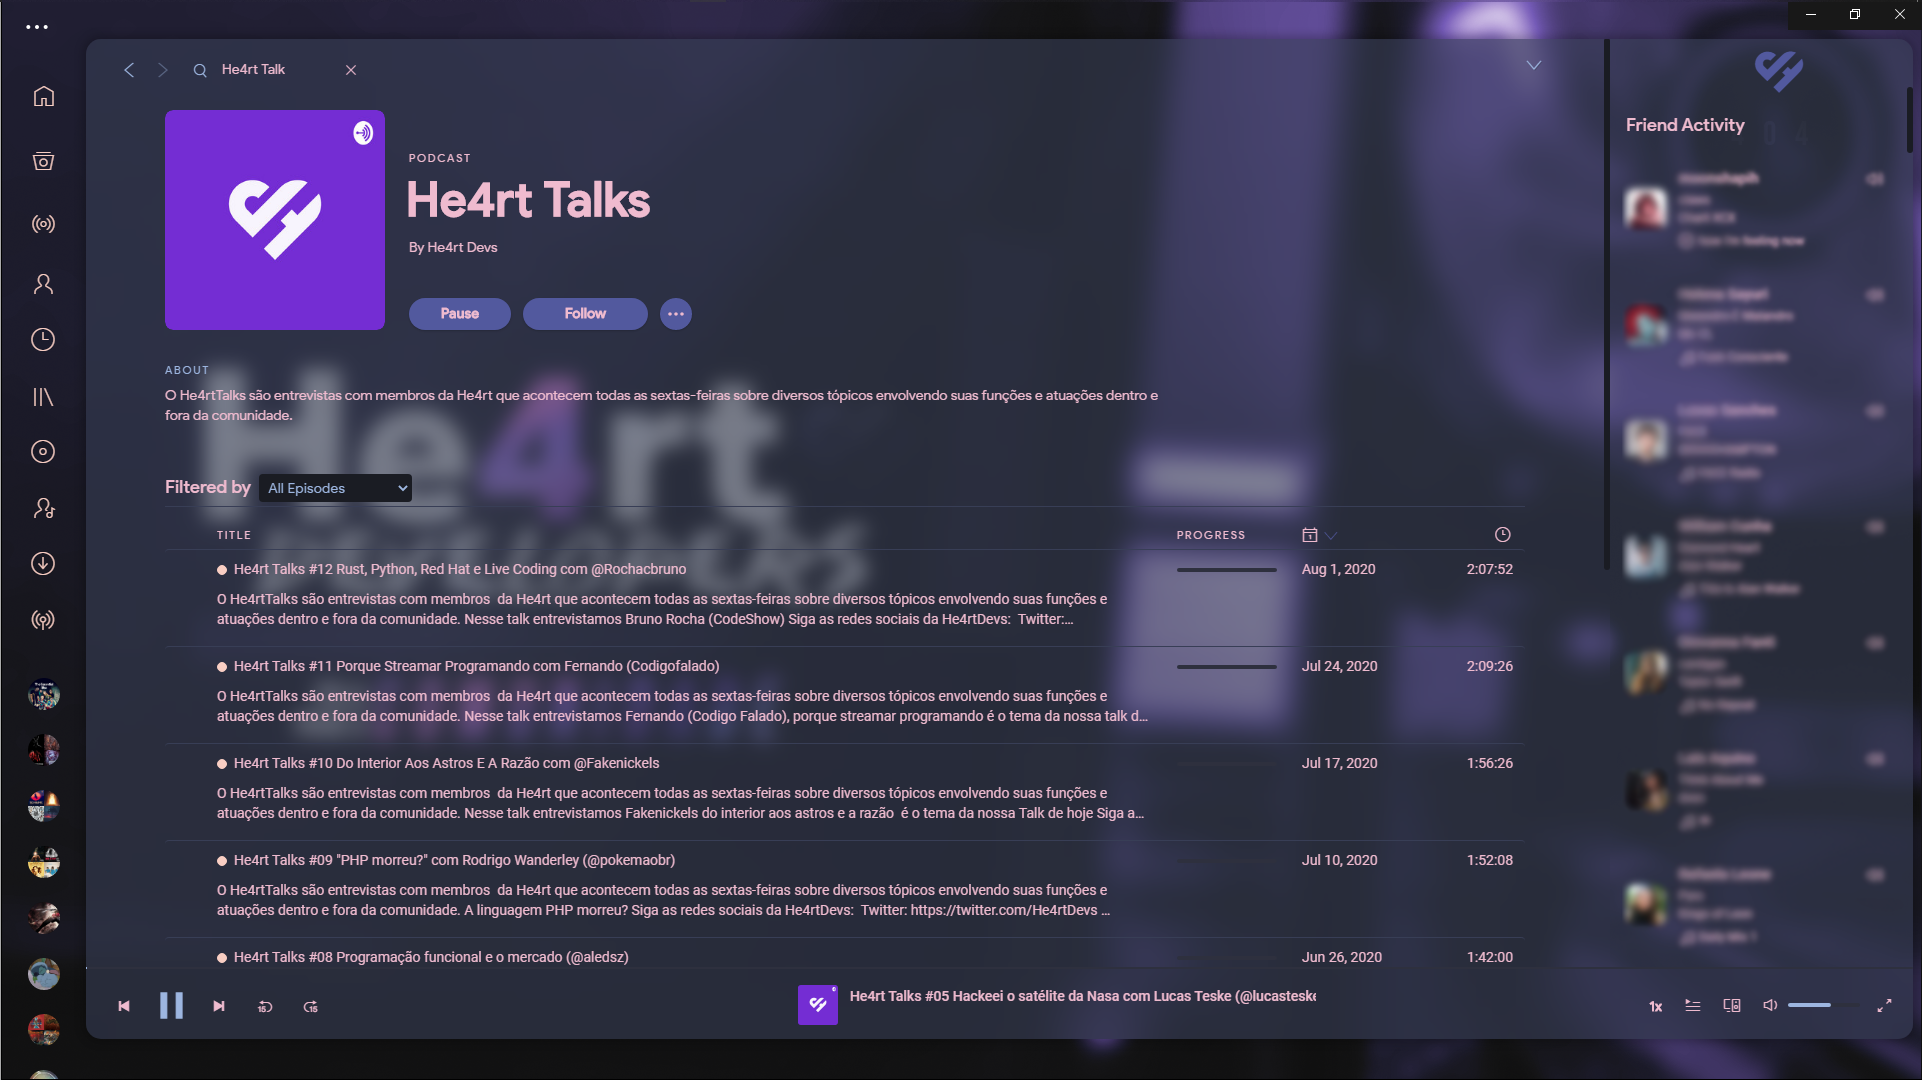 He4rt Talk
PODCAST
He4rt Talks
By He4rt Devs
Pause
Follow
ABOUT
O He4rtTalks são entrevistas com membros da He4rt que acontecem todas as sextas-feiras sobre diversos tópicos envolvendo suas funções e atuações dentro e
fora da comunidade.
He4rt
DEVELOPERS
Filtered by
All Episodes
TITLE
PROGRESS
He4rt Talks #12 Rust, Python, Red Hat e Live Coding com @Rochacbruno
Aug 1, 2020
2:07:52
O He4rtTalks são entrevistas com membros  da He4rt que acontecem todas as sextas-feiras sobre diversos tópicos envolvendo suas funções e
atuações dentro e fora da comunidade. Nesse talk entrevistamos Bruno Rocha (CodeShow) Siga as redes sociais da He4rtDevs:  Twitter:...
He4rt Talks #11 Porque Streamar Programando com Fernando (Codigofalado)
Jul 24, 2020
2:09:26
O He4rtTalks são entrevistas com membros  da He4rt que acontecem todas as sextas-feiras sobre diversos tópicos envolvendo suas funções e
atuações dentro e fora da comunidade. Nesse talk entrevistamos Fernando (Codigo Falado), porque streamar programando é o tema da nossa talk d...
He4rt Talks #10 Do Interior Aos Astros E A Razão com @Fakenickels
Jul 17, 2020
1:56:26
O He4rtTalks são entrevistas com membros  da He4rt que acontecem todas as sextas-feiras sobre diversos tópicos envolvendo suas funções e
atuações dentro e fora da comunidade. Nesse talk entrevistamos Fakenickels do interior aos astros e a razão  é o tema da nossa Talk de hoje Siga a...
He4rt Talks #09 "PHP morreu?" com Rodrigo Wanderley (@pokemaobr)
Jul 10, 2020
1:52:08
O He4rtTalks são entrevistas com membros  da He4rt que acontecem todas as sextas-feiras sobre diversos tópicos envolvendo suas funções e
atuações dentro e fora da comunidade. A linguagem PHP morreu? Siga as redes sociais da He4rtDevs:  Twitter: https://twitter.com/He4rtDevs ...
He4rt Talks #08 Programação funcional e o mercado (@aledsz)
Jun 26, 2020
1:42:00
Friend Activity
15
15
He4rt Talks #05 Hackeei o satélite da Nasa com Lucas Teske (@lucasteske
1x